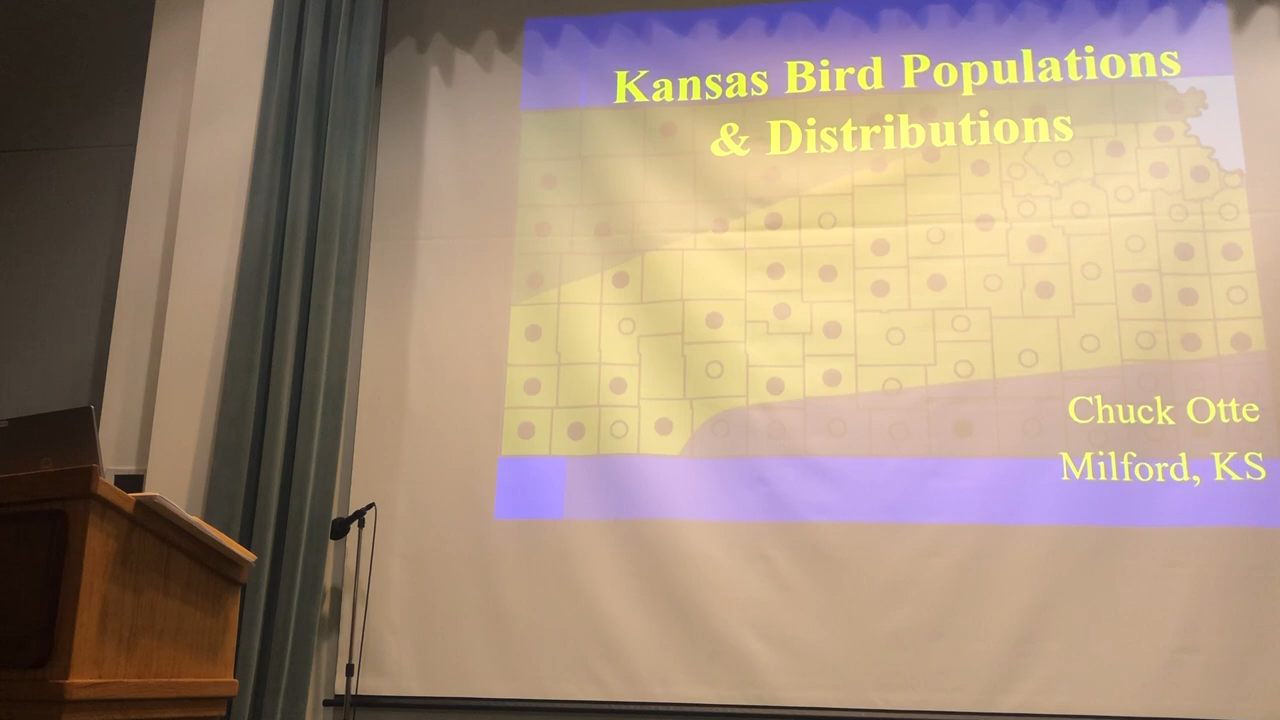 Kansas Bird Populations
& Distributions
Chuck Otte
Milford, KS